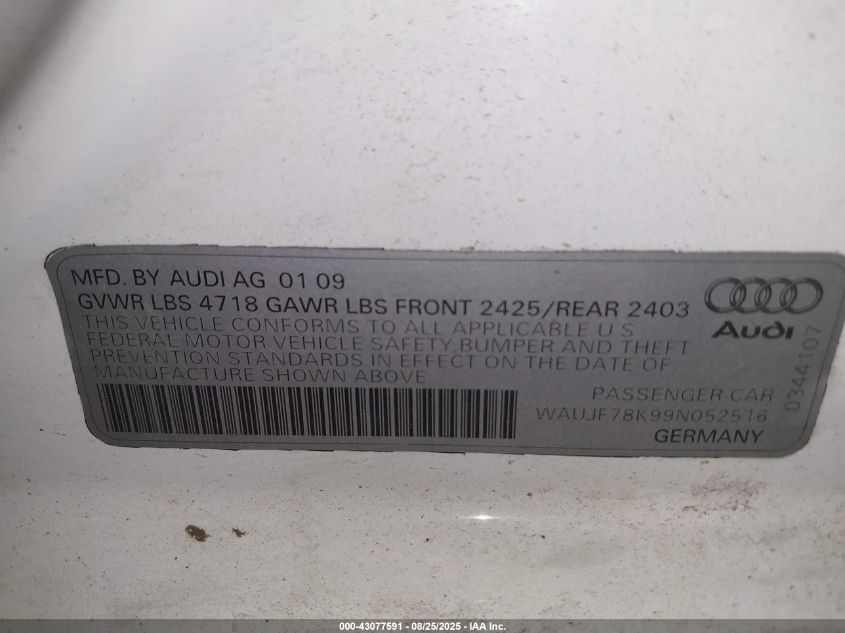 MFD. BY AUDI AG 01 09
GVWR LBS 4718 GAWR LBS FRONT 2425/REAR 2403
THIS VEHICLE CONFORMS TO ALL APPLICABLE U S
FEDERAL MOTOR VEHICLE SAFETY, BUMPER AND THEFT
PREVENTION STANDARDS IN EFFECT ON THE DATE OF
MANUFACTURE SHOWN ABOVE
PASSENGER CAR
WAUJF78K99N052516
GERMANY
Audi
0344107
000-43077591 - 08/25/2025 - IAA Inc.